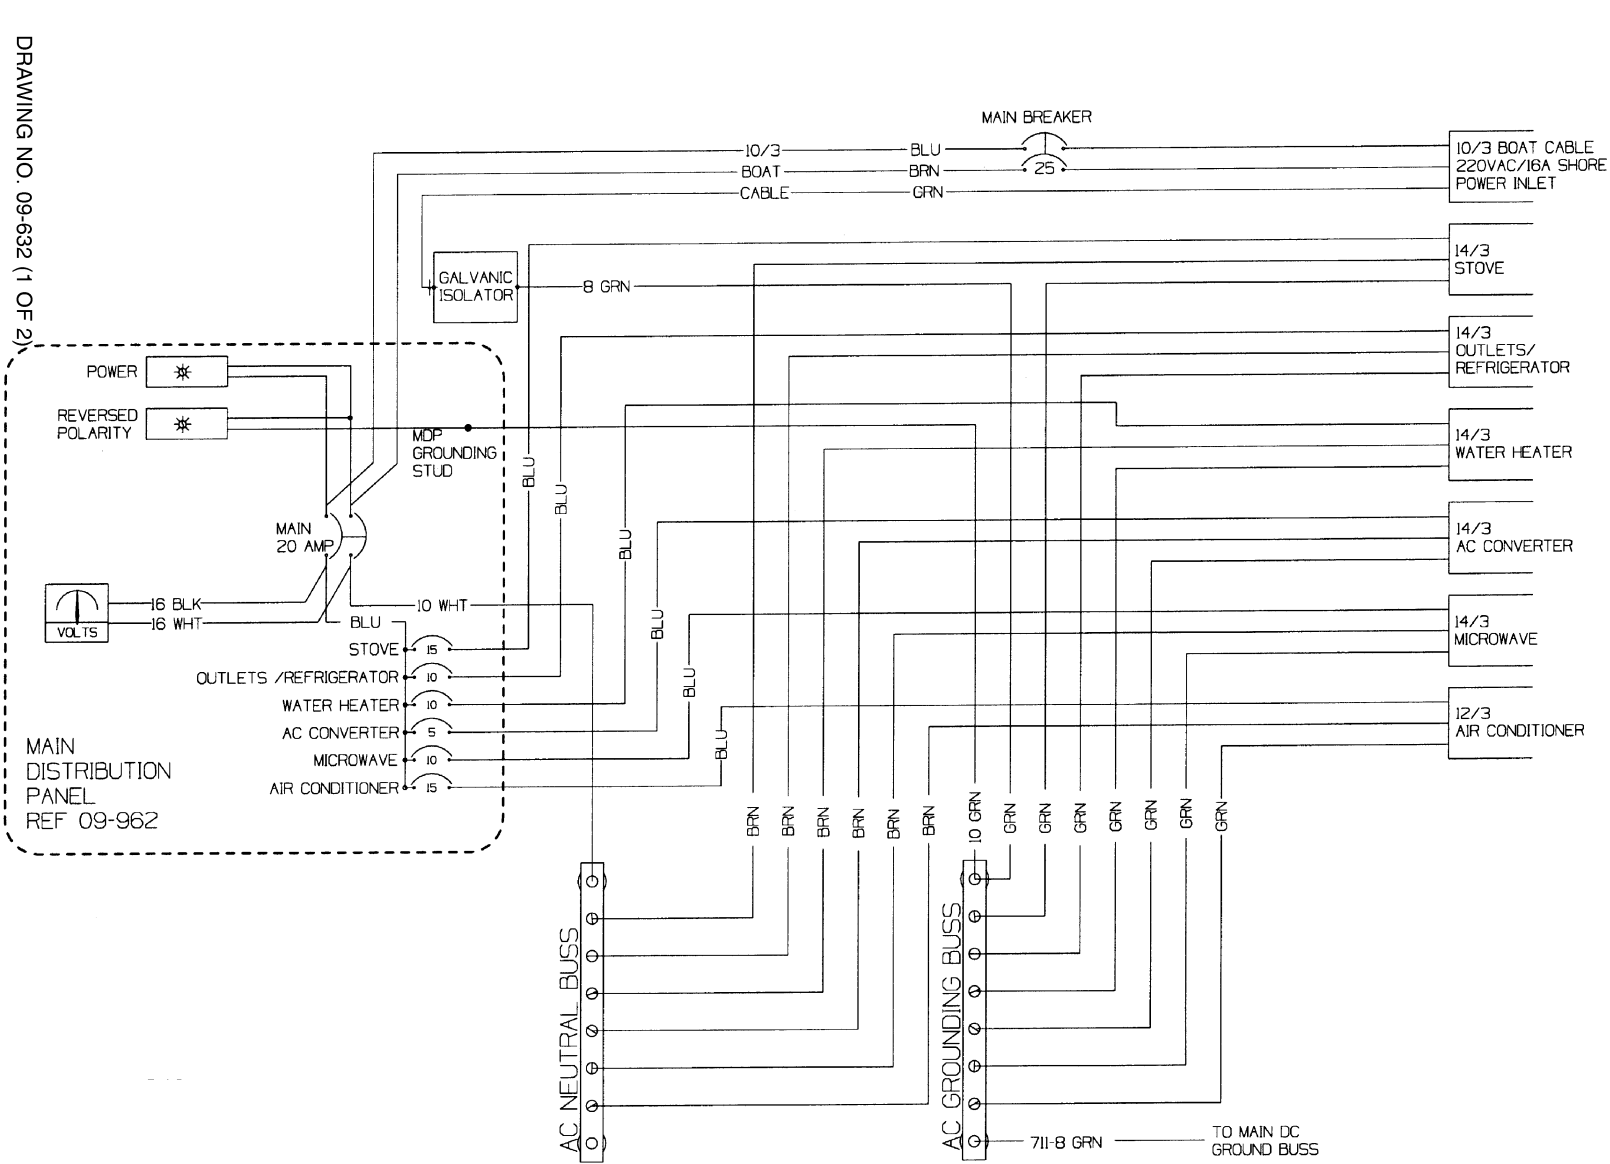 DRAWING NO. 09-632 (1 OF 2)
MAIN BREAKER
25
10/3
BOAT
CABLE
BLU
BRN
GRN
10/3 BOAT CABLE
220VAC/16A SHORE
POWER INLET
14/3
STOVE
GALVANIC
ISOLATOR
8 GRN
14/3
OUTLETS/
REFRIGERATOR
POWER
REVERSED
POLARITY
MDP
GROUNDING
STUD
14/3
WATER HEATER
BLU
BLU
BLU
BLU
BLU
BLU
MAIN
20 AMP
14/3
AC CONVERTER
VOLTS
16 BLK
16 WHT
10 WHT
BLU
14/3
MICROWAVE
STOVE
15
OUTLETS /REFRIGERATOR
10
WATER HEATER
10
AC CONVERTER
5
MICROWAVE
10
AIR CONDITIONER
15
12/3
AIR CONDITIONER
MAIN
DISTRIBUTION
PANEL
REF 09-962
BRN
BRN
BRN
BRN
BRN
BRN
10 GRN
GRN
GRN
GRN
GRN
GRN
GRN
GRN
AC NEUTRAL BUSS
AC GROUNDING BUSS
711-8 GRN
TO MAIN DC
GROUND BUSS